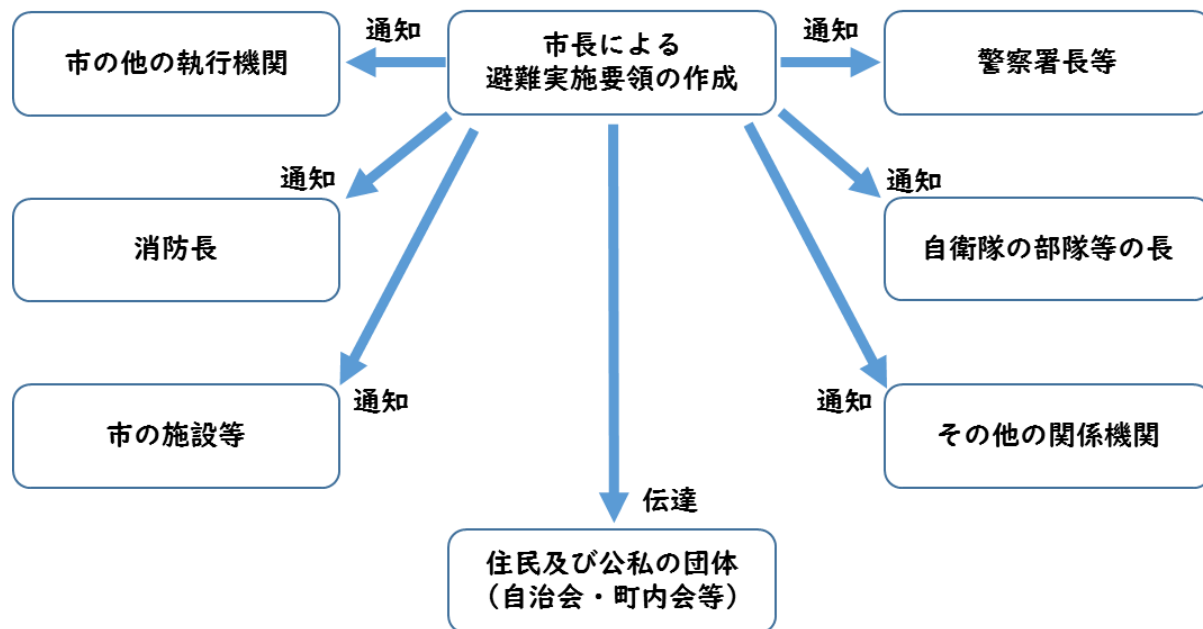 通知
市長による
避難実施要領の作成
通知
市の他の執行機関
警察署長等
通知
通知
消防長
自衛隊の部隊等の長
通知
通知
市の施設等
その他の関係機関
伝達
住民及び公私の団体
（自治会・町内会等）